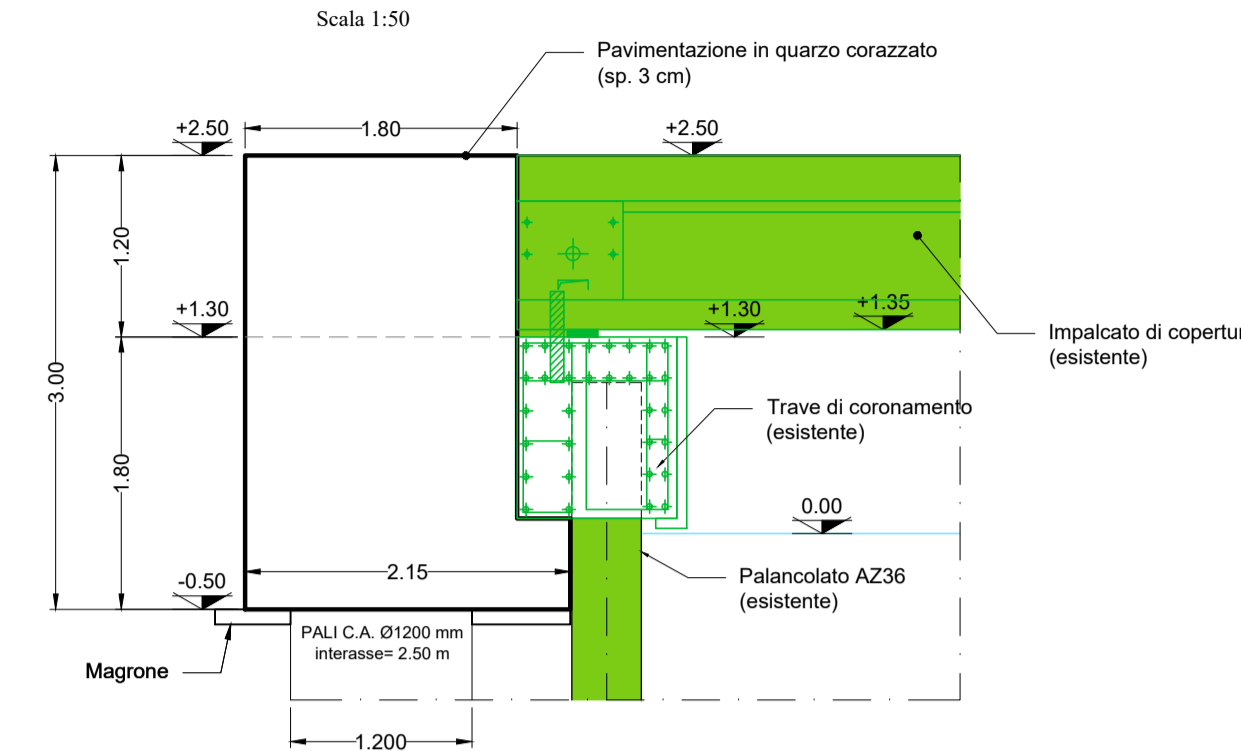 Scala 1:50
Pavimentazione in quarzo corazzato
(sp. 3 cm)
+2.50
1.80
+2.50
1.20
+1.30
+1.30
+1.35
Impalcato di copertur
(esistente)
3.00
Trave di coronamento
(esistente)
1.80
0.00
-0.50
2.15
Palancolato AZ36
(esistente)
PALI C.A. Ø1200 mm
interasse= 2.50 m
Magrone
1.200